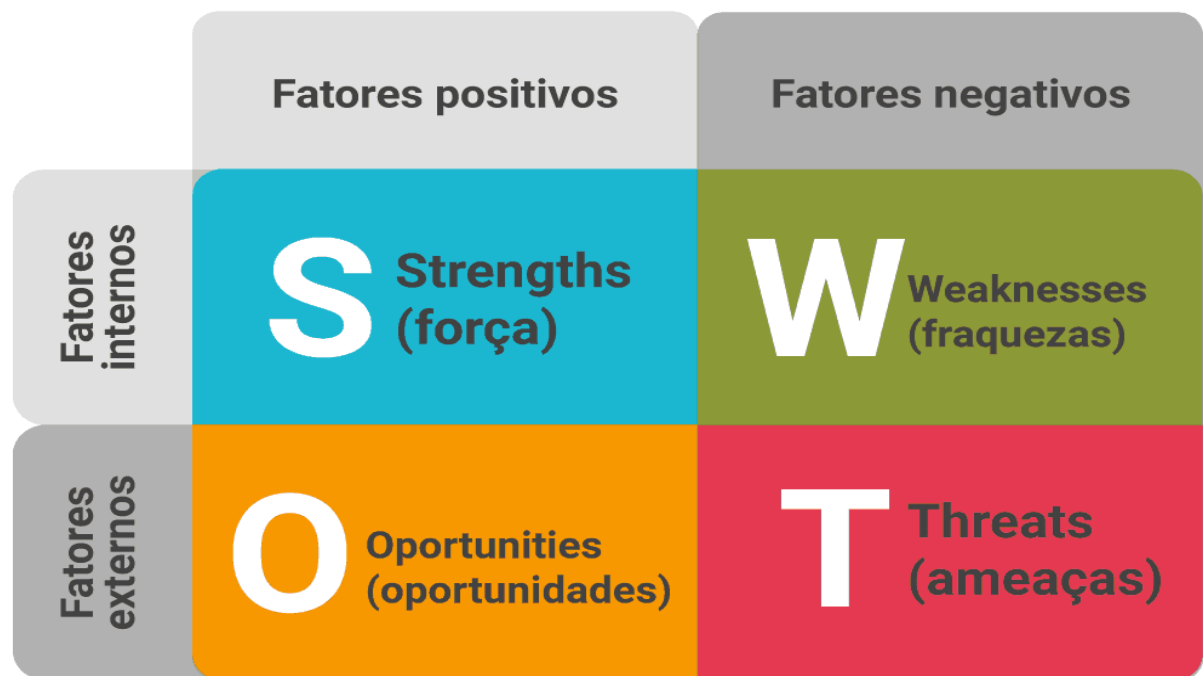 Fatores positivos
Fatores negativos
Fatores
internos
S
Strengths
(força)
W
Weaknesses
(fraquezas)
Fatores
externos
O
Oportunities
(oportunidades)
T
Threats
(ameaças)